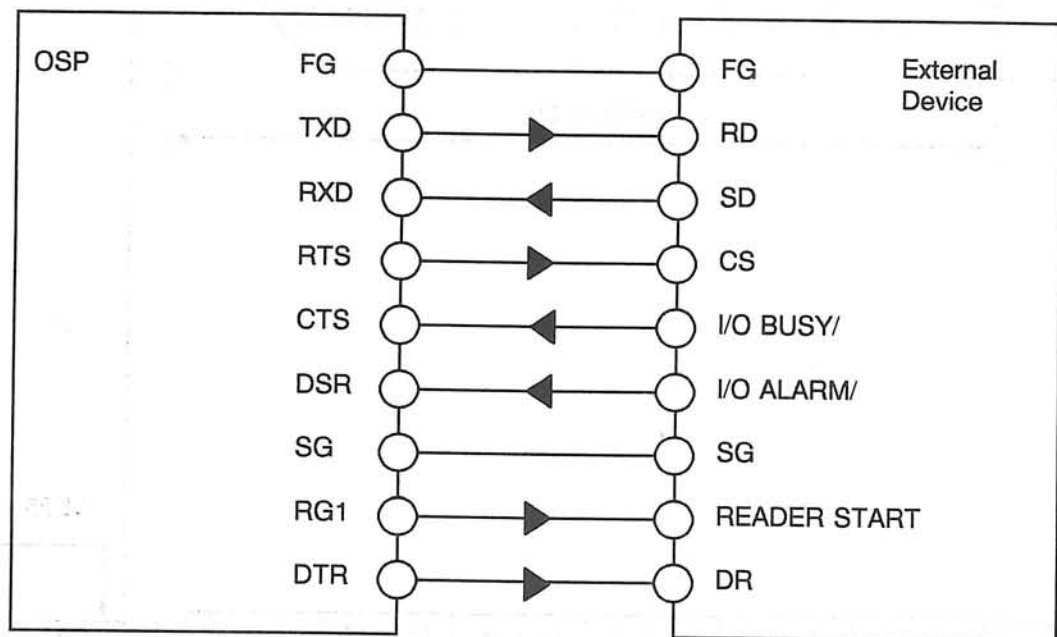 OSP FG FG External
Device
TXD RD
RXD SD
RTS CS
CTS I/O BUSY/
DSR I/O ALARM/
SG SG
RG1 READER START
DTR DR